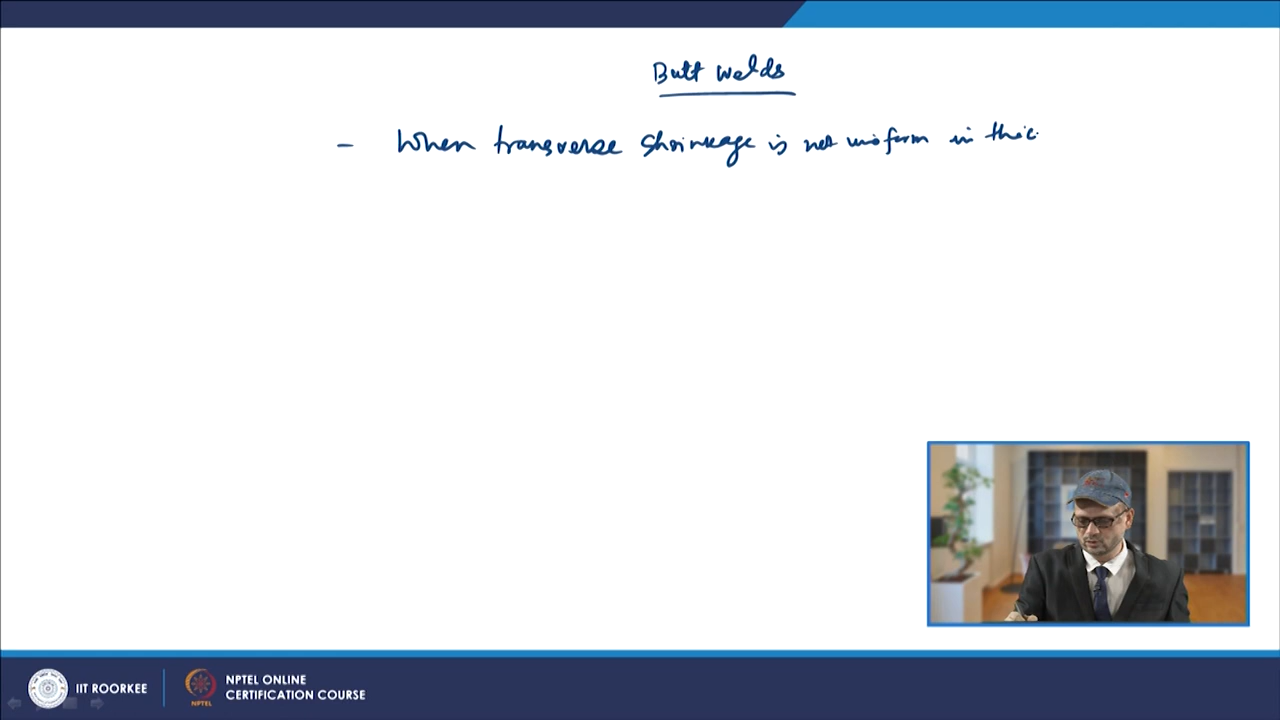 Butt welds
- When transverse shrinkage is not uniform in thic
IIT ROORKEE
NPTEL ONLINE
CERTIFICATION COURSE
NPTEL